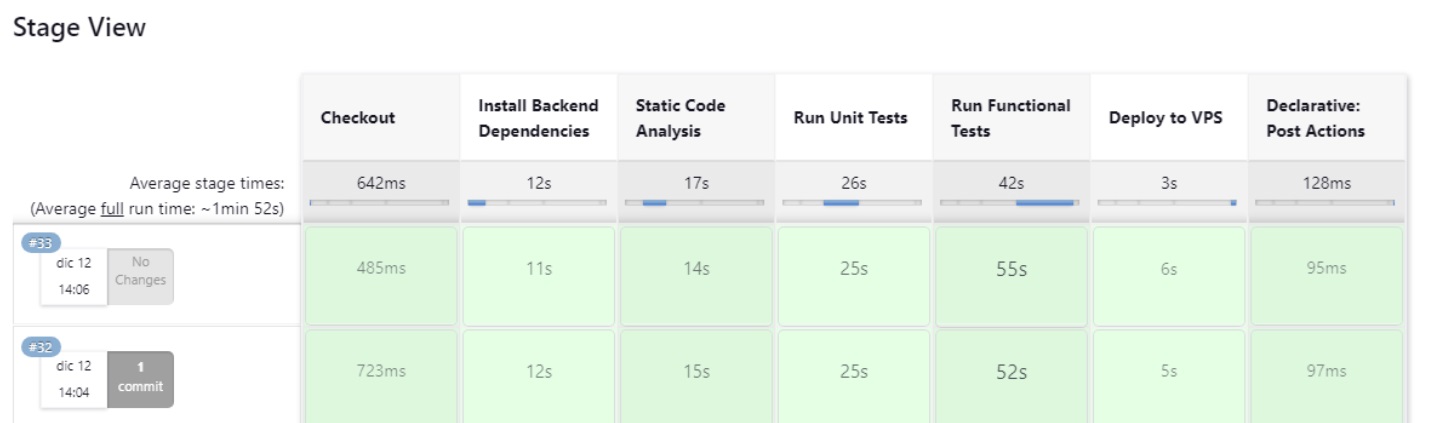 Stage View
Checkout
Install Backend
Dependencies
Static Code
Analysis
Run Unit Tests
Run Functional
Tests
Deploy to VPS
Declarative:
Post Actions
Average stage times:
(Average full run time: ~1min 52s)
642ms
12s
17s
26s
42s
3s
128ms
#33
dic 12
14:06
No
Changes
485ms
11s
14s
25s
55s
6s
95ms
#32
dic 12
14:04
1
commit
723ms
12s
15s
25s
52s
5s
97ms